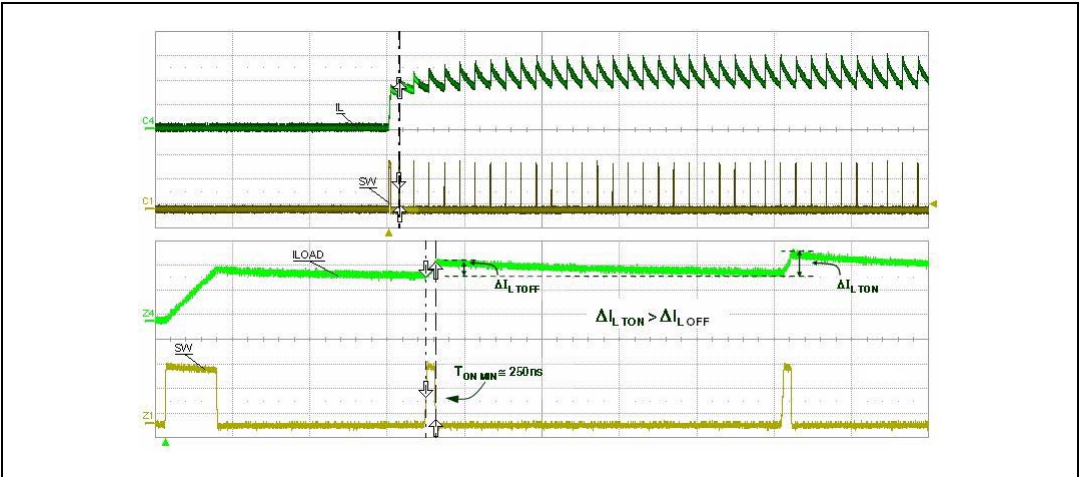 IL
C4
SW
C1
ILOAD
ΔIL TOFF
ΔIL TON
Z4
ΔIL TON > ΔIL OFF
SW
TON MIN ≅ 250ns
Z1